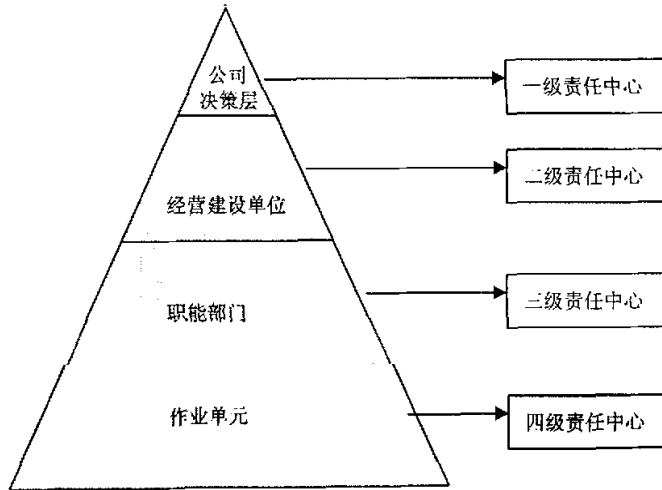 公司
决策层
一级责任中心
二级责任中心
经营建设单位
三级责任中心
职能部门
作业单元
四级责任中心